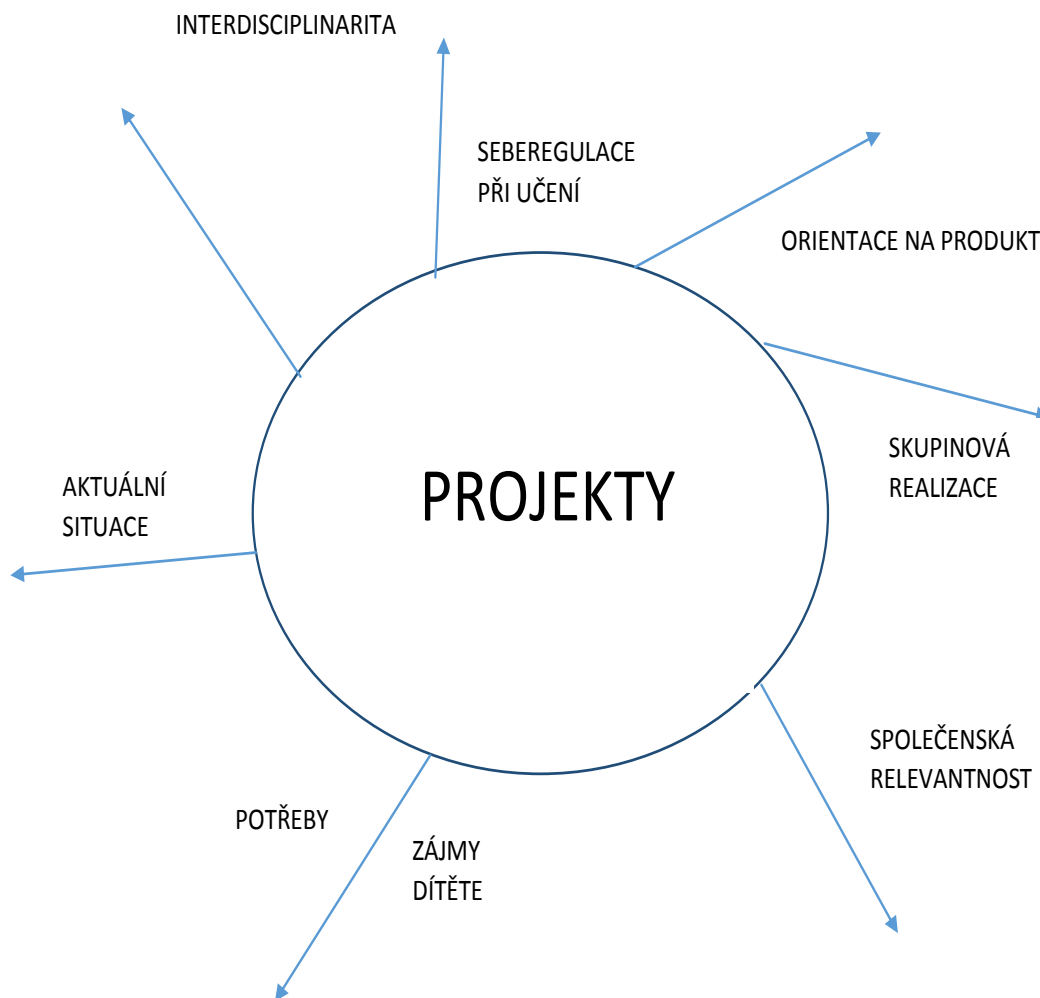 INTERDISCIPLINARITA
SEBEREGULACE
PŘI UČENÍ
ORIENTACE NA PRODUKT
SKUPINOVÁ
REALIZACE
PROJEKTY
AKTUÁLNÍ
SITUACE
SPOLEČENSKÁ
RELEVANTNOST
POTŘEBY
ZÁJMY
DÍTĚTE